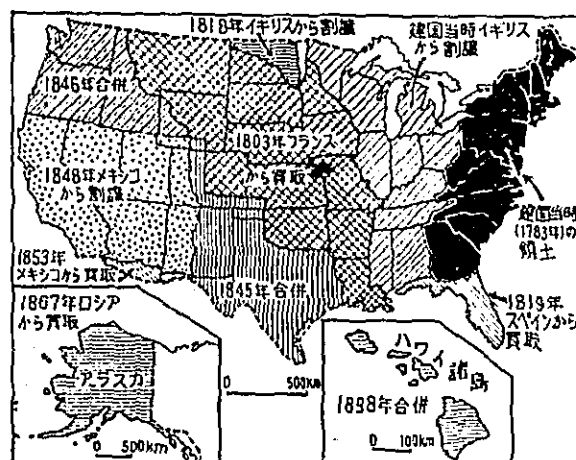 1818年イギリスから割譲
建国当時イギリス
から割譲
1846年合併
1803年フランス
から買収
1848年メキシコ
から割譲
建国当時
(1783年)の
領土
1853年
メキシコから買収
1845年合併
1819年
スペインから
買収
1867年ロシア
から買収
アラスカ
0 500km
0 500km
ハワイ諸島
1898年合併
0 100km